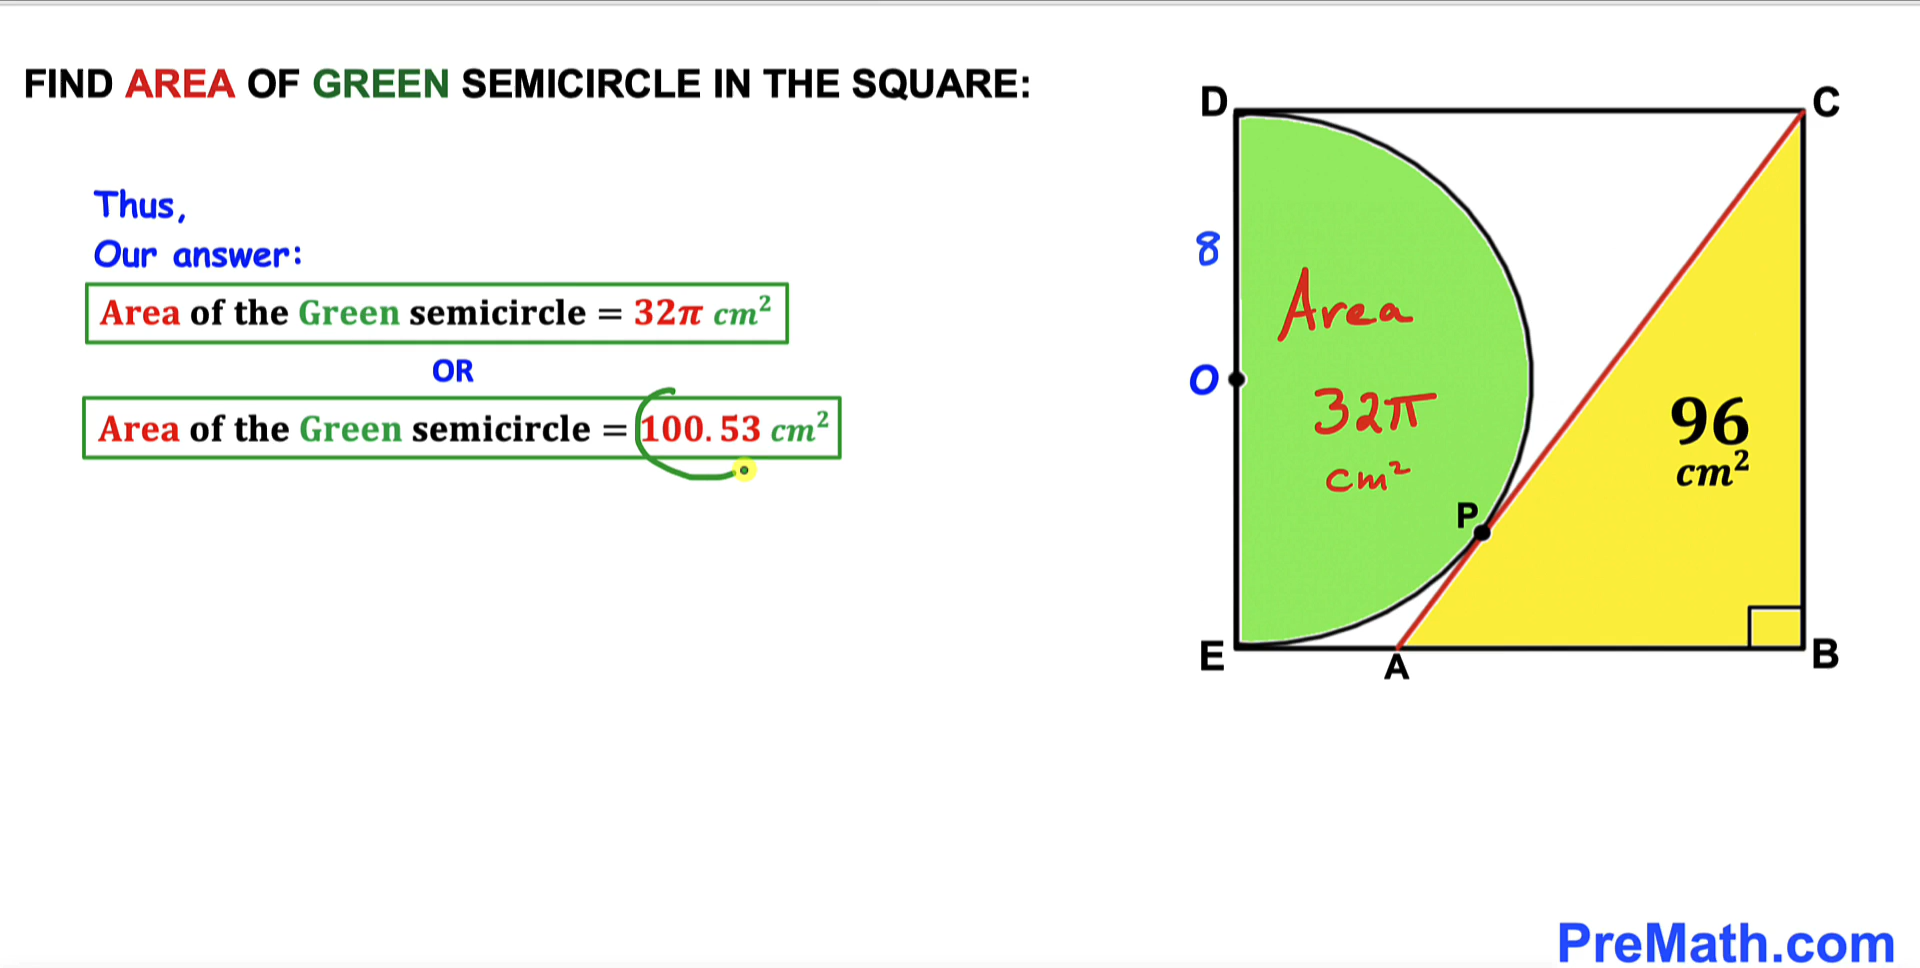 FIND AREA OF GREEN SEMICIRCLE IN THE SQUARE:
Thus,
Our answer:
Area of the Green semicircle = 32π cm²
OR
Area of the Green semicircle = 100.53 cm²
D
C
8
Area
O
32π
cm²
96
cm²
P
E
A
B
PreMath.com